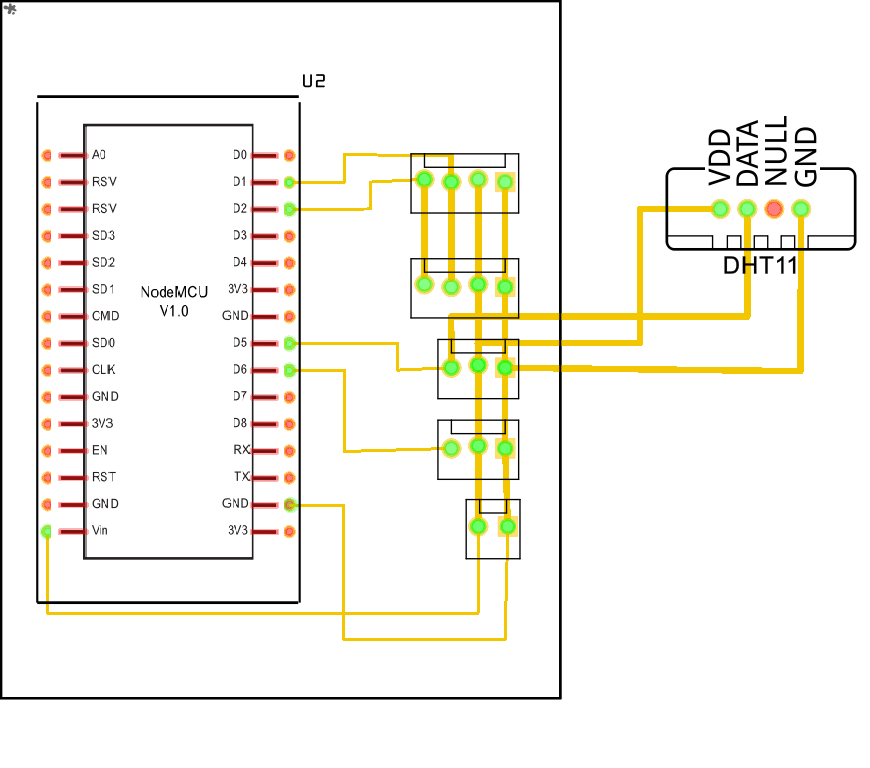 U2
A0
RSV
RSV
SD3
SD2
SD1
CMD
SD0
CLK
GND
3V3
EN
RST
GND
Vin
NodeMCU
V1.0
D0
D1
D2
D3
D4
3V3
GND
D5
D6
D7
D8
RX
TX
GND
3V3
VDD
DATA
NULL
GND
DHT11